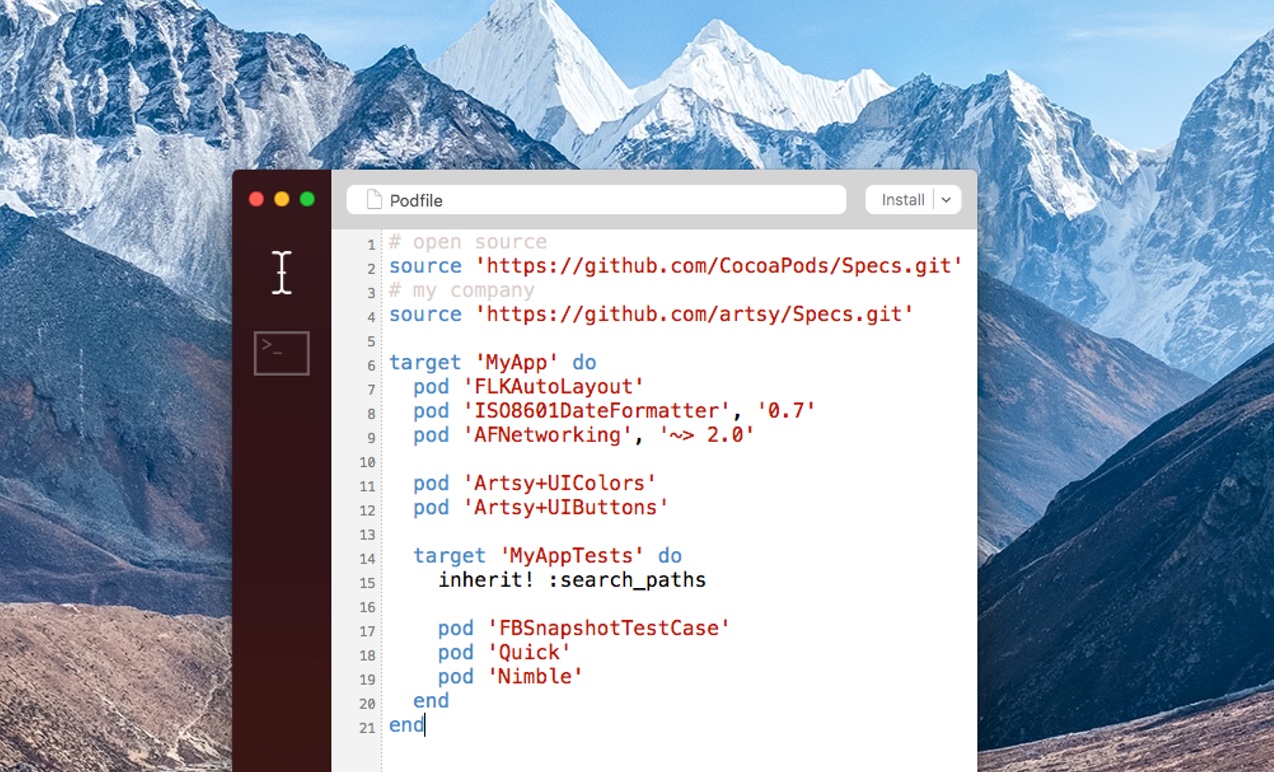 Podfile
Install
1 # open source
2 source 'https://github.com/CocoaPods/Specs.git'
3 # my company
4 source 'https://github.com/artsy/Specs.git'
5
6 target 'MyApp' do
7 pod 'FLKAutoLayout'
8 pod 'ISO8601DateFormatter', '0.7'
9 pod 'AFNetworking', '~> 2.0'
10
11 pod 'Artsy+UIColors'
12 pod 'Artsy+UIButtons'
13
14 target 'MyAppTests' do
15 inherit! :search_paths
16
17 pod 'FBSnapshotTestCase'
18 pod 'Quick'
19 pod 'Nimble'
20 end
21 end
>_